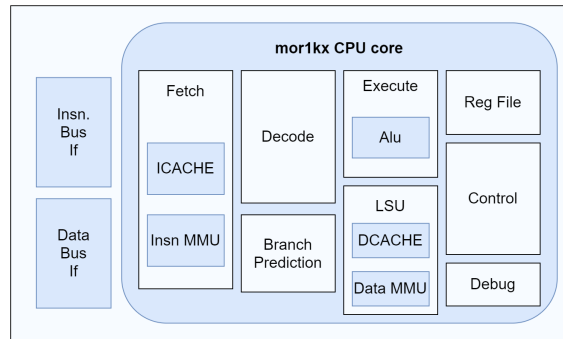 mor1kx CPU core
Insn.
Bus
If
Data
Bus
If
Fetch
ICACHE
Insn MMU
Decode
Branch
Prediction
Execute
Alu
LSU
DCACHE
Data MMU
Reg File
Control
Debug